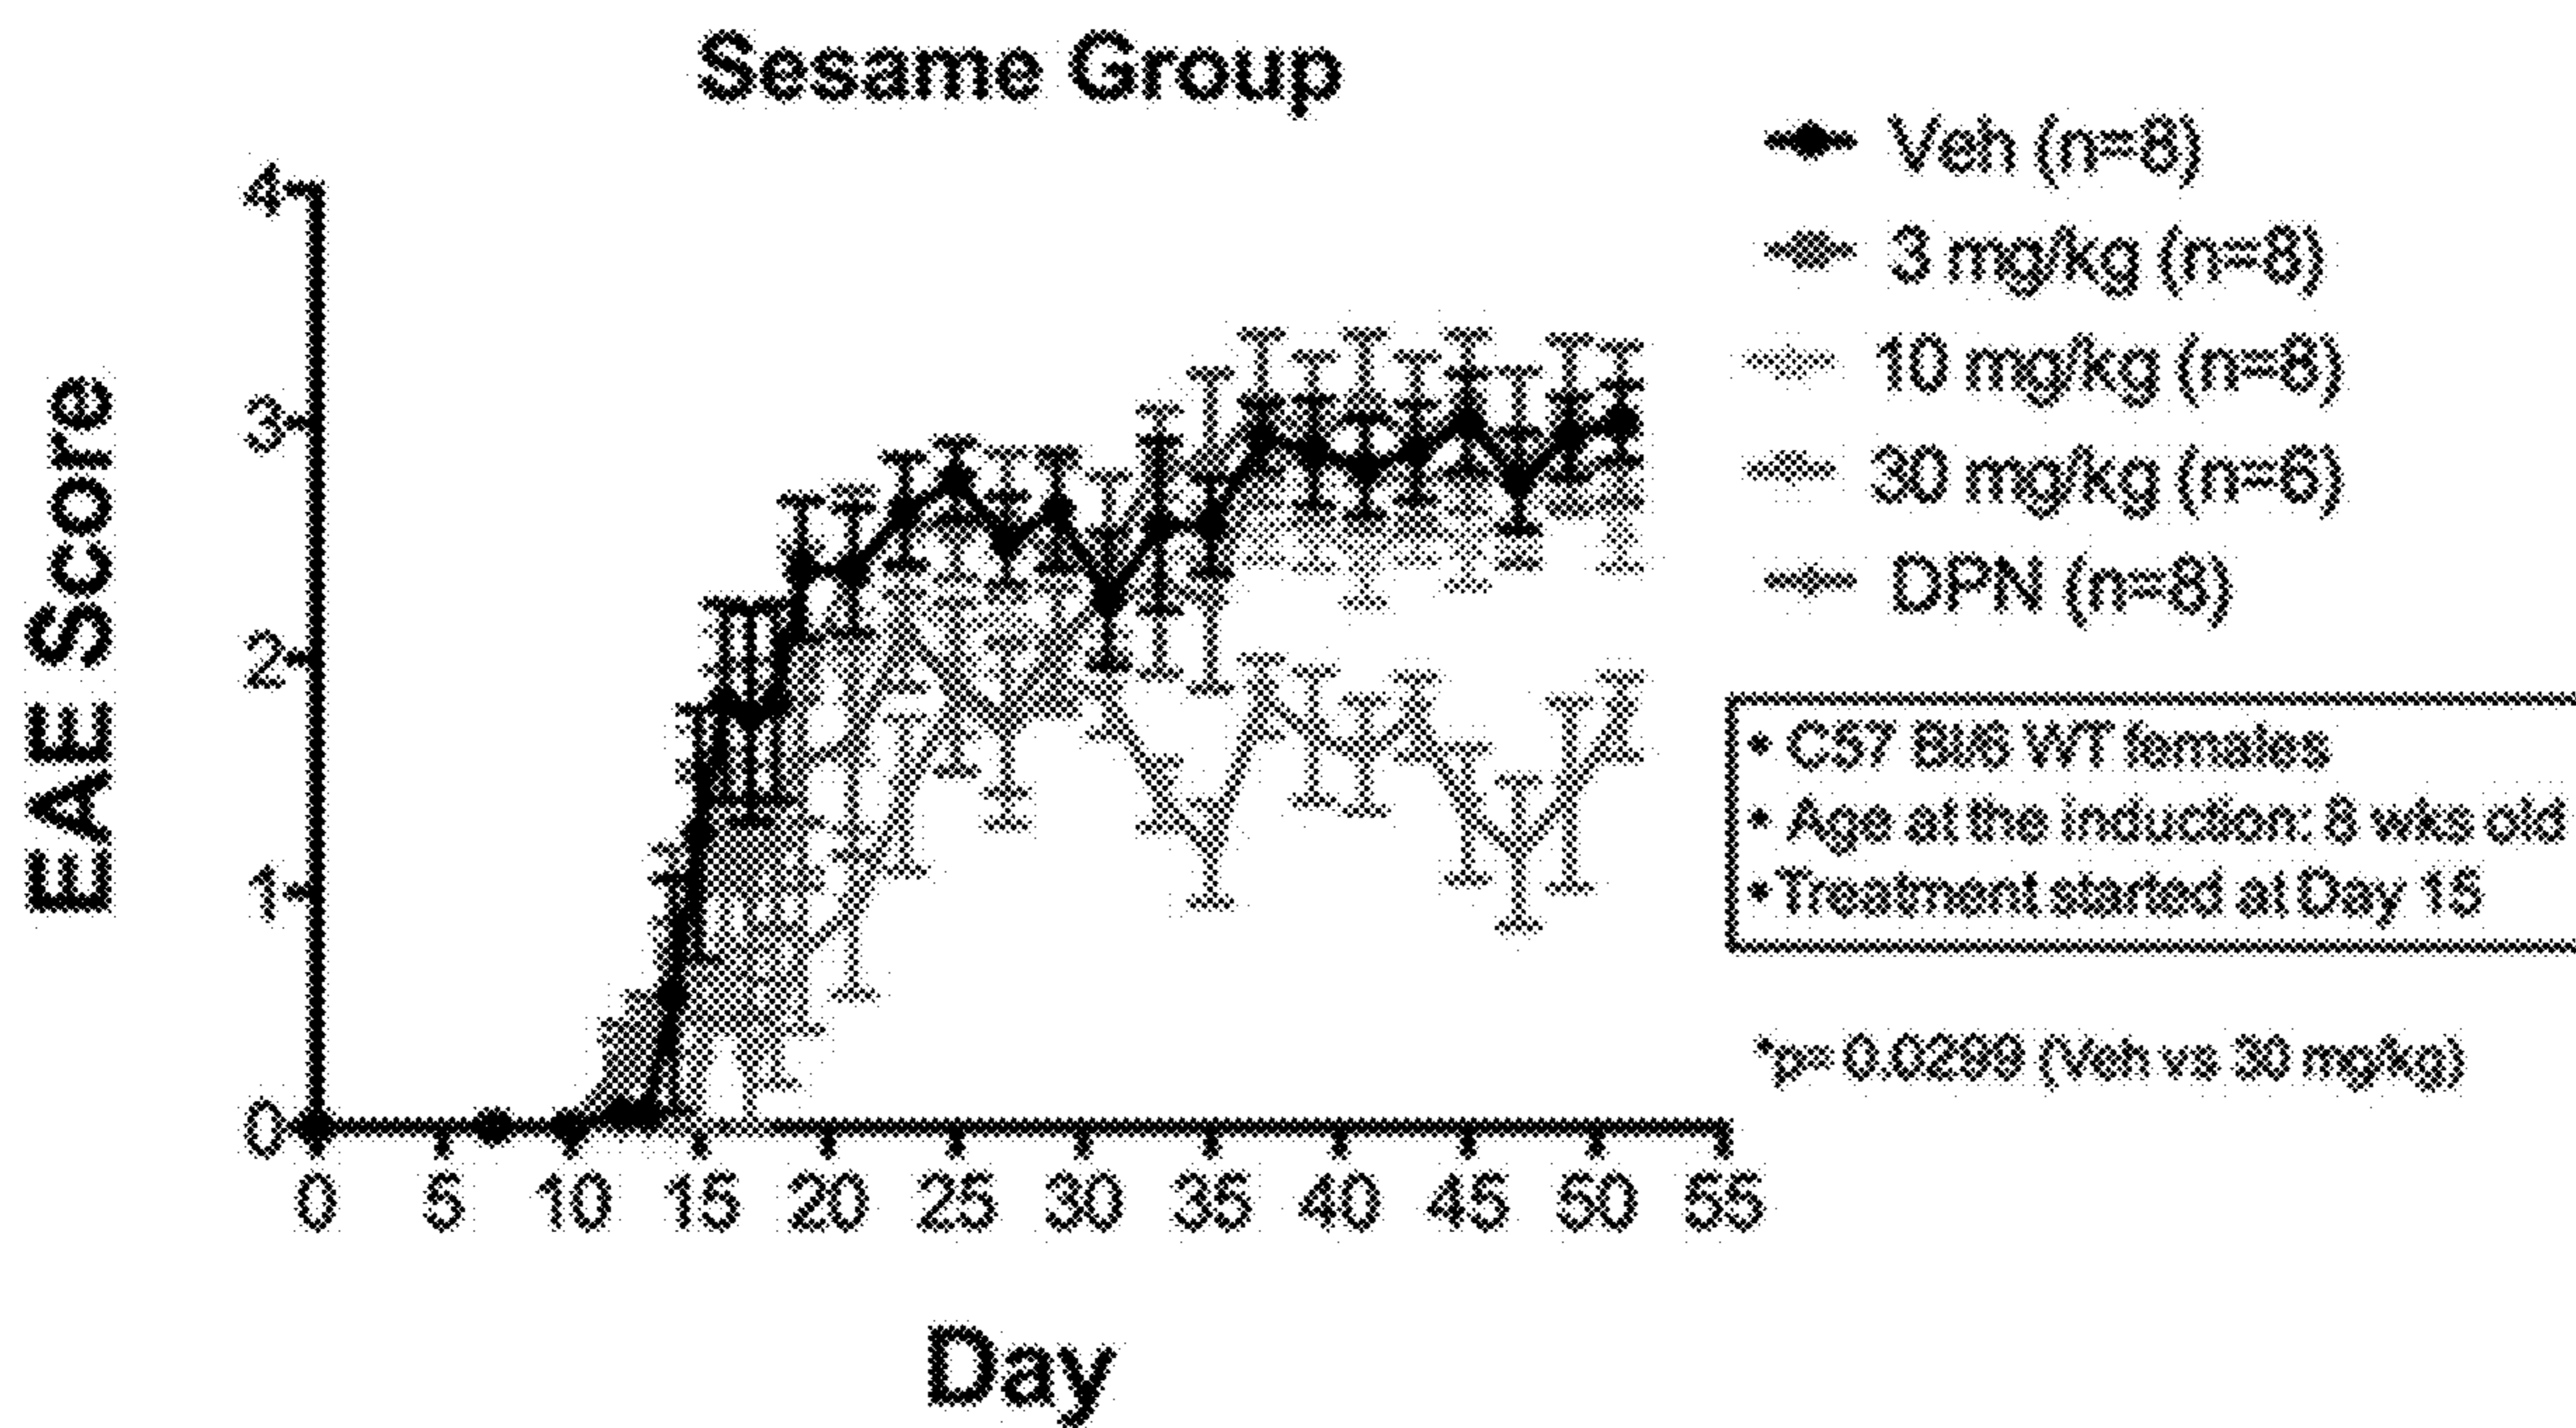 Sesame Group
EAE Score
4
3
2
1
0
0 5 10 15 20 25 30 35 40 45 50 55
Day
Veh (n=8)
3 mg/kg (n=8)
10 mg/kg (n=8)
30 mg/kg (n=6)
DPN (n=8)
• C57 Bl/6 WT females
• Age at the induction: 8 wks old
• Treatment started at Day 15
*p= 0.0299 (Veh vs 30 mg/kg)